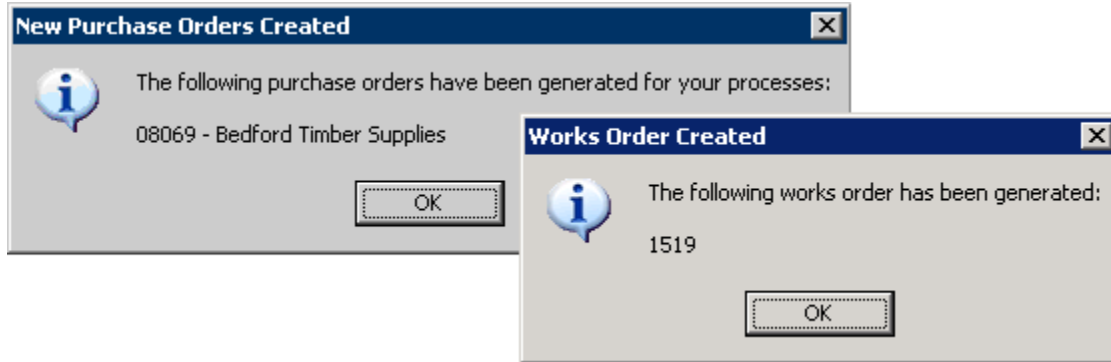 New Purchase Orders Created
The following purchase orders have been generated for your processes:
08069 - Bedford Timber Supplies
OK
Works Order Created
The following works order has been generated:
1519
OK